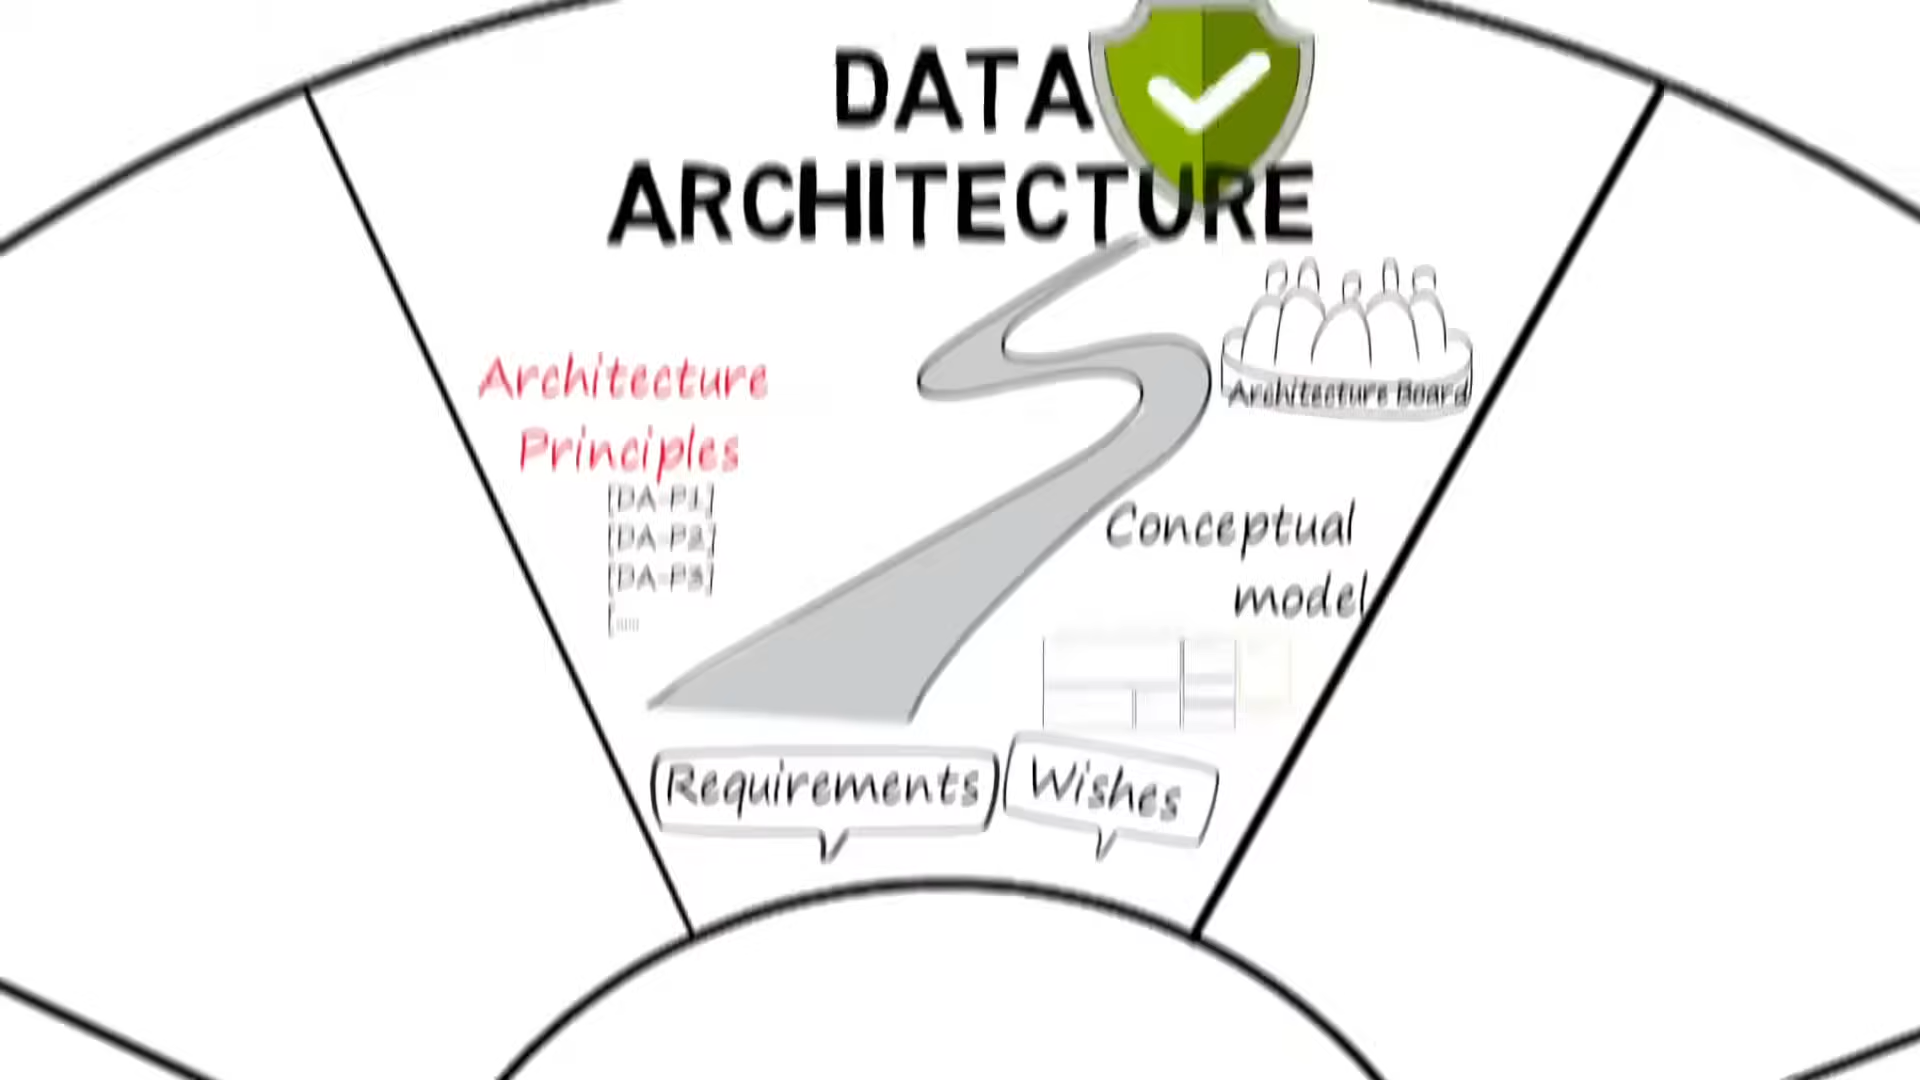 DATA
ARCHITECTURE
Architecture Board
Architecture
Principles
[DA-P1]
[DA-P2]
[DA-P3]
[....
Conceptual
model
Requirements
Wishes